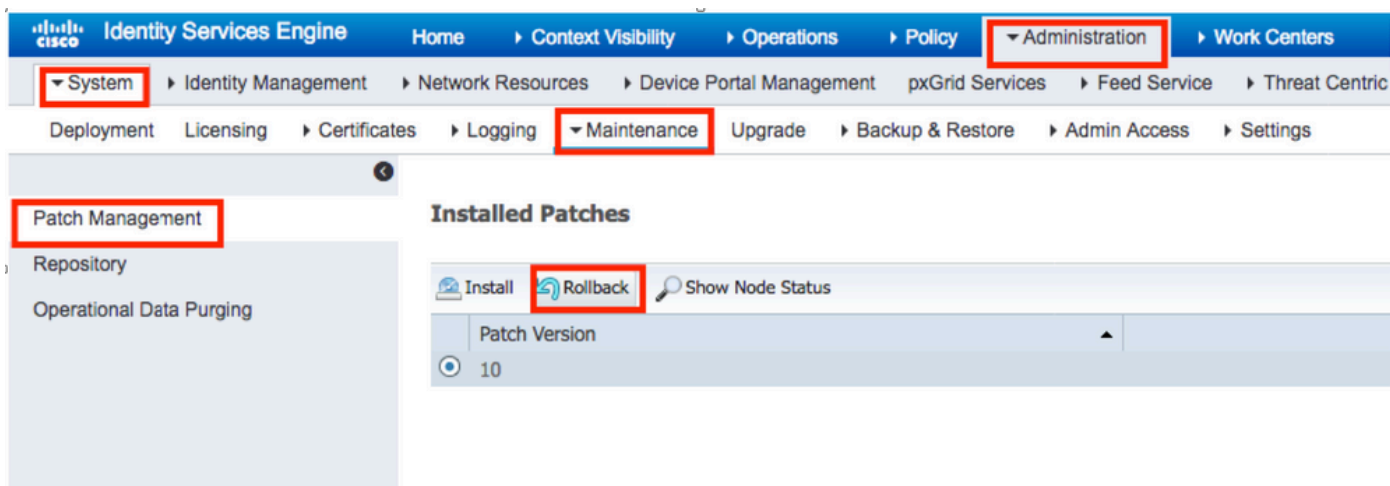 cisco Identity Services Engine Home Context Visibility Operations Policy Administration Work Centers
System Identity Management Network Resources Device Portal Management pxGrid Services Feed Service Threat Centric
Deployment Licensing Certificates Logging Maintenance Upgrade Backup & Restore Admin Access Settings
Patch Management
Repository
Operational Data Purging
Installed Patches
Install Rollback Show Node Status
Patch Version
10